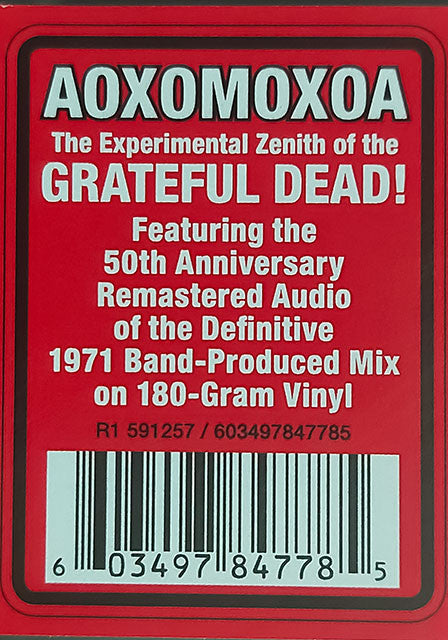 AOXOMOXOA
The Experimental Zenith of the
GRATEFUL DEAD!
Featuring the
50th Anniversary
Remastered Audio
of the Definitive
1971 Band-Produced Mix
on 180-Gram Vinyl
R1 591257 / 603497847785
6 03497 84778 5